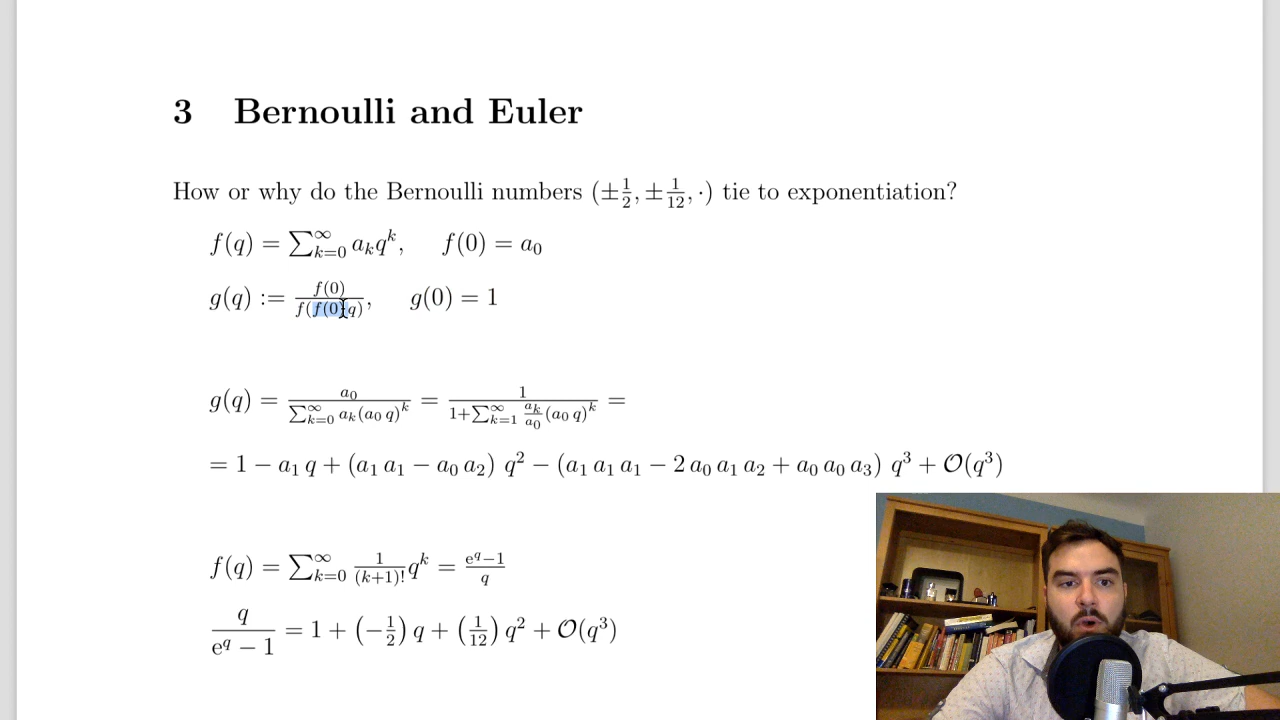 3 Bernoulli and Euler
How or why do the Bernoulli numbers (±1/2, ±1/12, ·) tie to exponentiation?
f(q) = ∑_{k=0}^∞ a_k q^k, f(0) = a_0
g(q) := f(0)/f(f(0)q), g(0) = 1
g(q) = a_0/(∑_{k=0}^∞ a_k (a_0 q)^k) = 1/(1+∑_{k=1}^∞ (a_k/a_0) (a_0 q)^k) =
= 1 − a_1 q + (a_1 a_1 − a_0 a_2) q^2 − (a_1 a_1 a_1 − 2 a_0 a_1 a_2 + a_0 a_0 a_3) q^3 + O(q^3)
f(q) = ∑_{k=0}^∞ 1/(k+1)! q^k = (e^q−1)/q
q/(e^q − 1) = 1 + (−1/2) q + (1/12) q^2 + O(q^3)